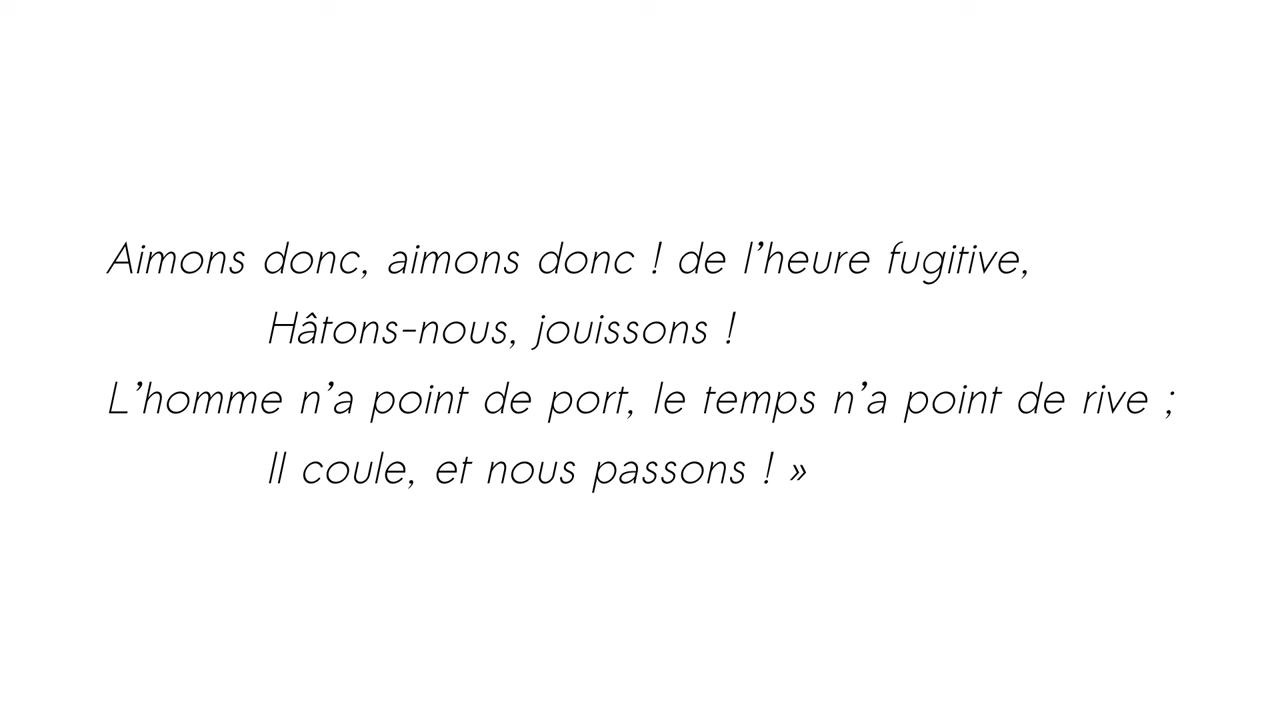 Aimons donc, aimons donc ! de l’heure fugitive,
Hâtons-nous, jouissons !
L’homme n’a point de port, le temps n’a point de rive ;
Il coule, et nous passons ! »